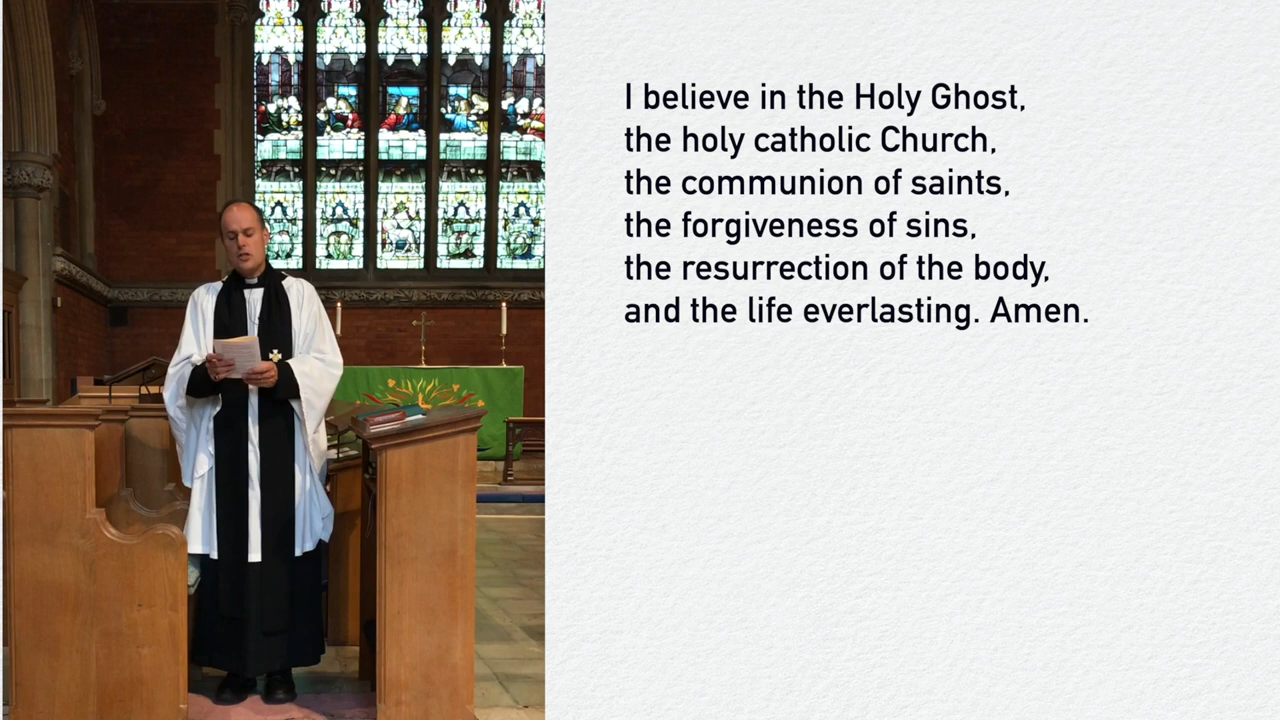 I believe in the Holy Ghost,
the holy catholic Church,
the communion of saints,
the forgiveness of sins,
the resurrection of the body,
and the life everlasting. Amen.